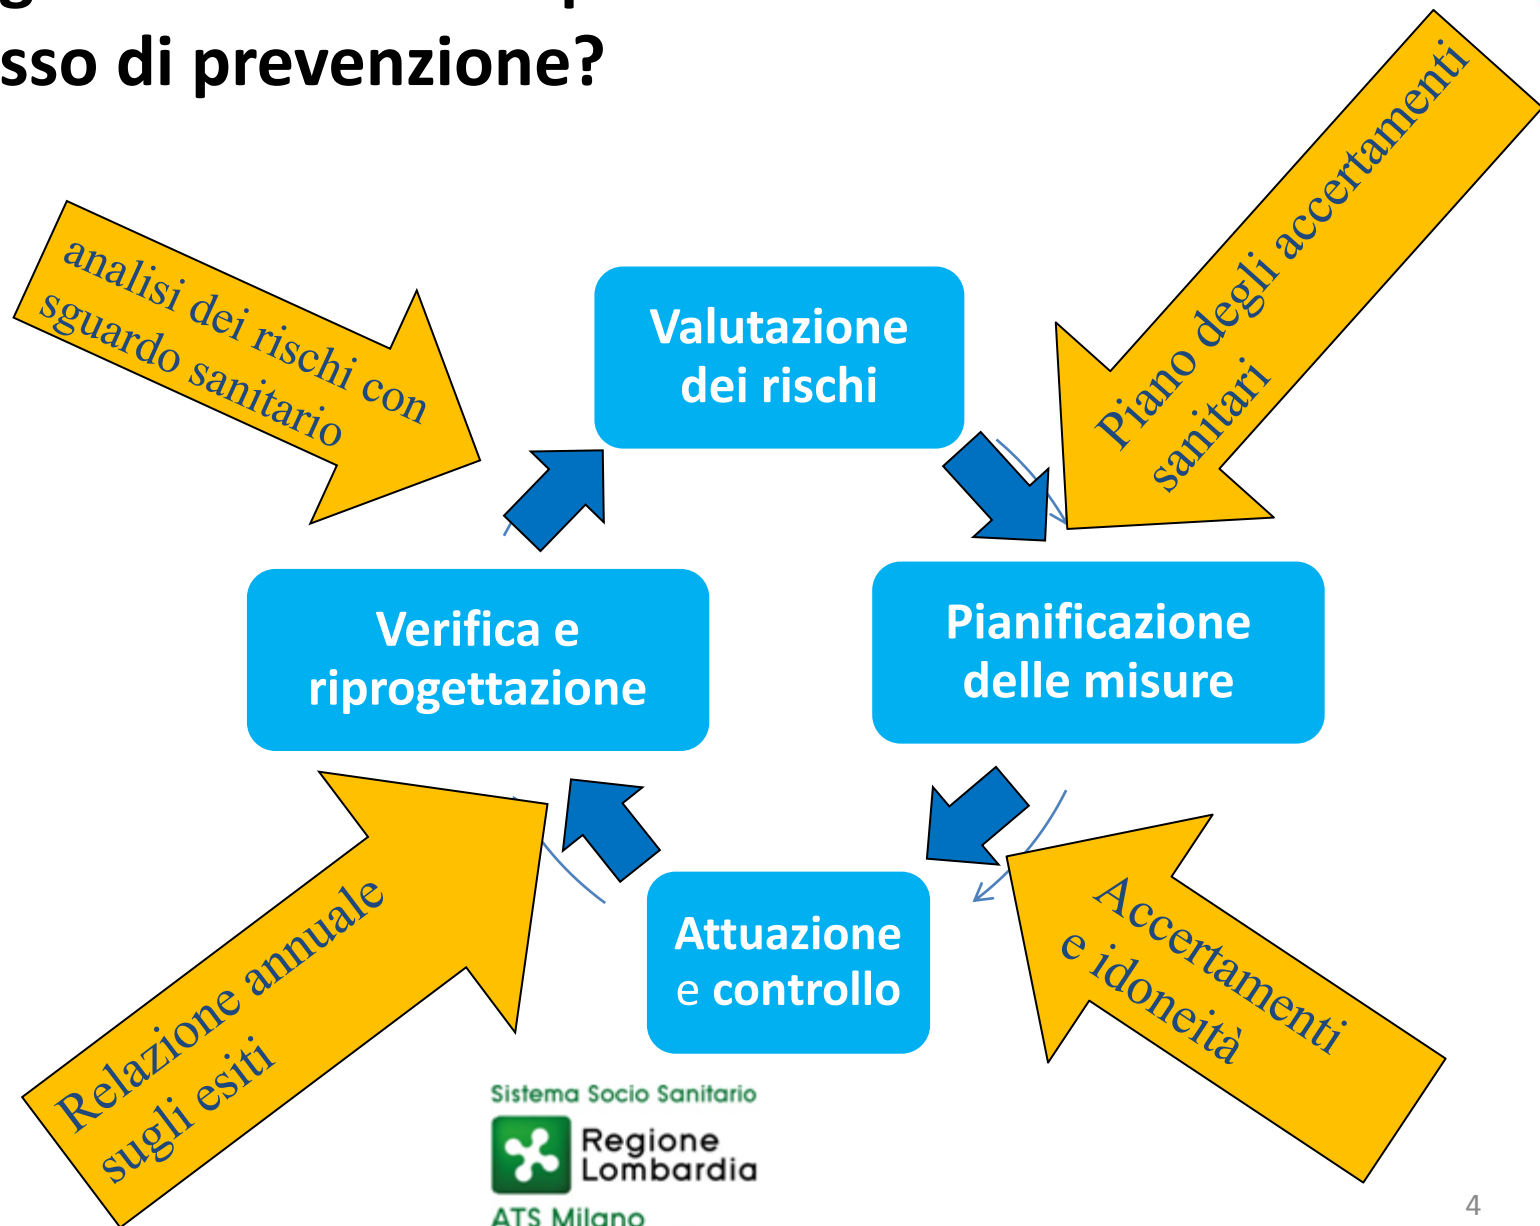 sso di prevenzione?
analisi dei rischi con
sguardo sanitario
Piano degli accertamenti
sanitari
Valutazione
dei rischi
Verifica e
riprogettazione
Pianificazione
delle misure
Attuazione
e controllo
Relazione annuale
sugli esiti
Accertamenti
e idoneità
Sistema Socio Sanitario
Regione
Lombardia
ATS Milano
4